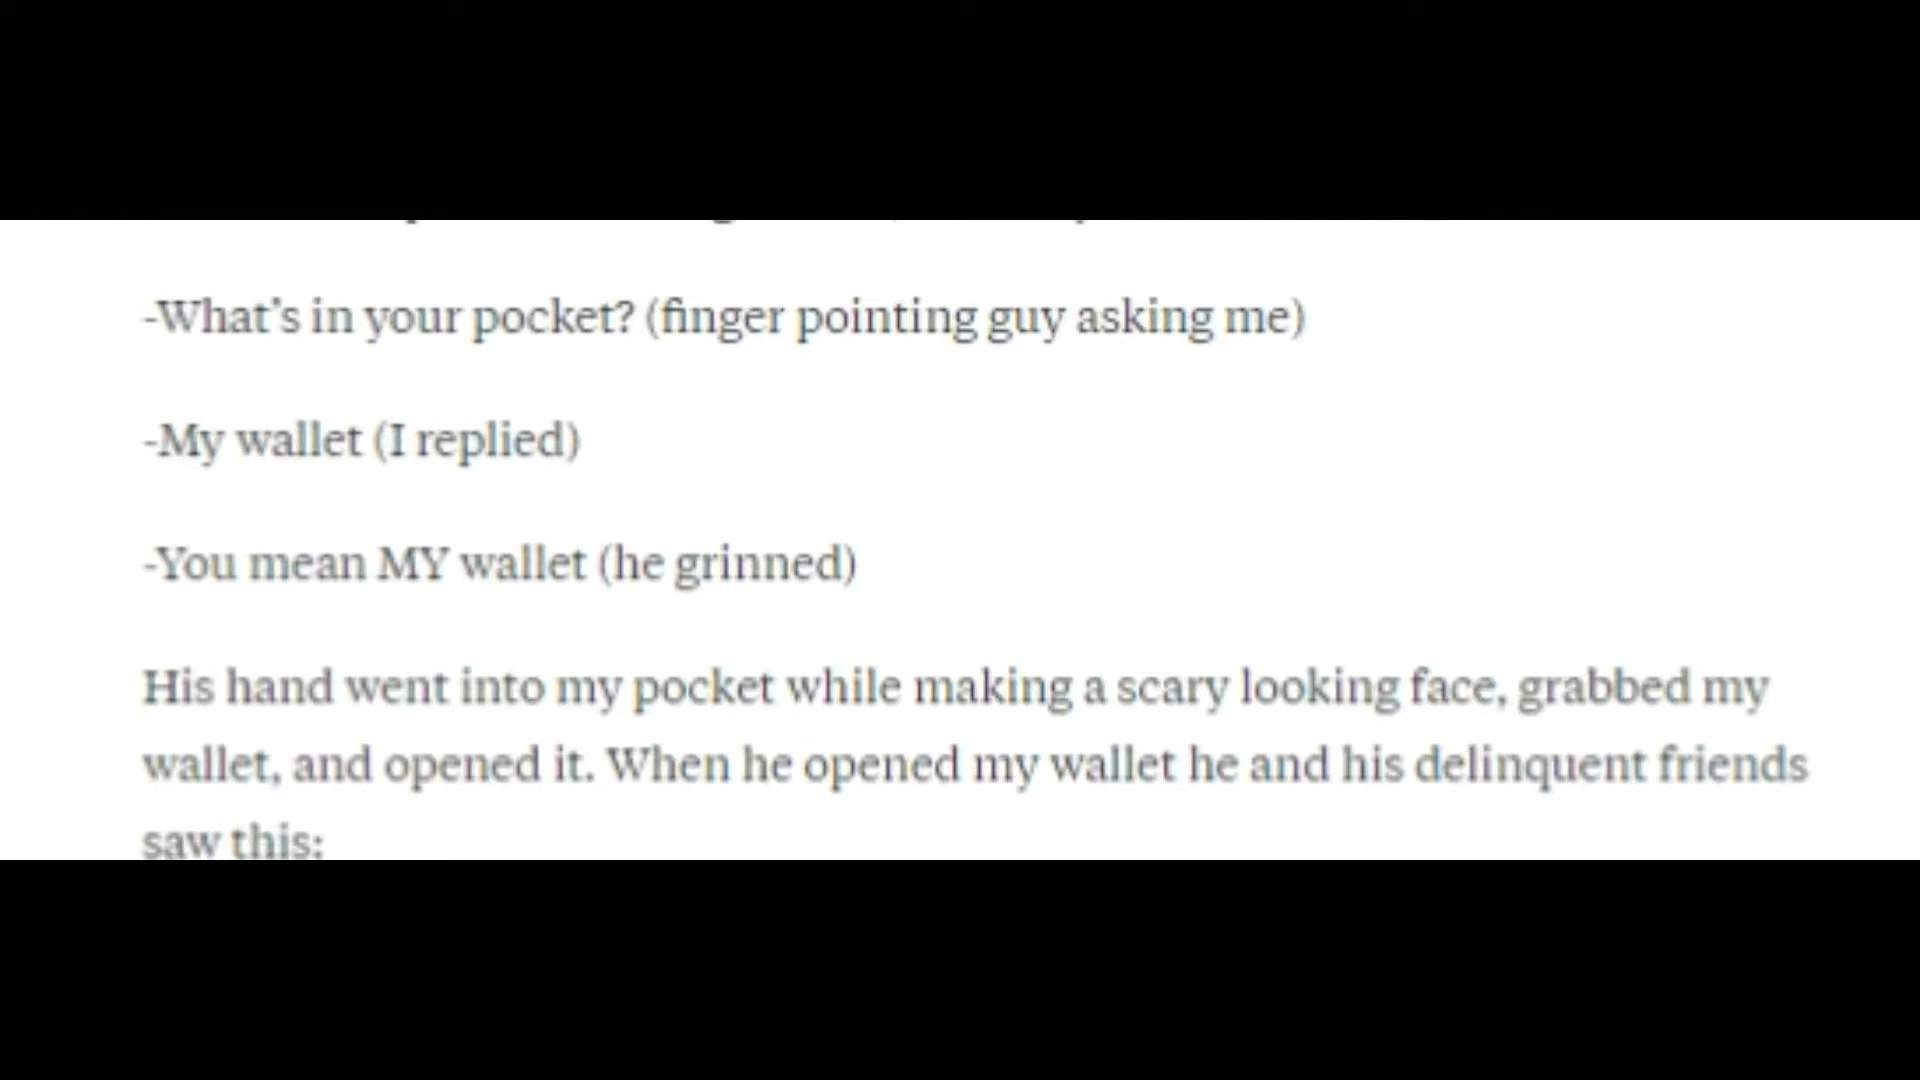 -What's in your pocket? (finger pointing guy asking me)
-My wallet (I replied)
-You mean MY wallet (he grinned)
His hand went into my pocket while making a scary looking face, grabbed my
wallet, and opened it. When he opened my wallet he and his delinquent friends
saw this: